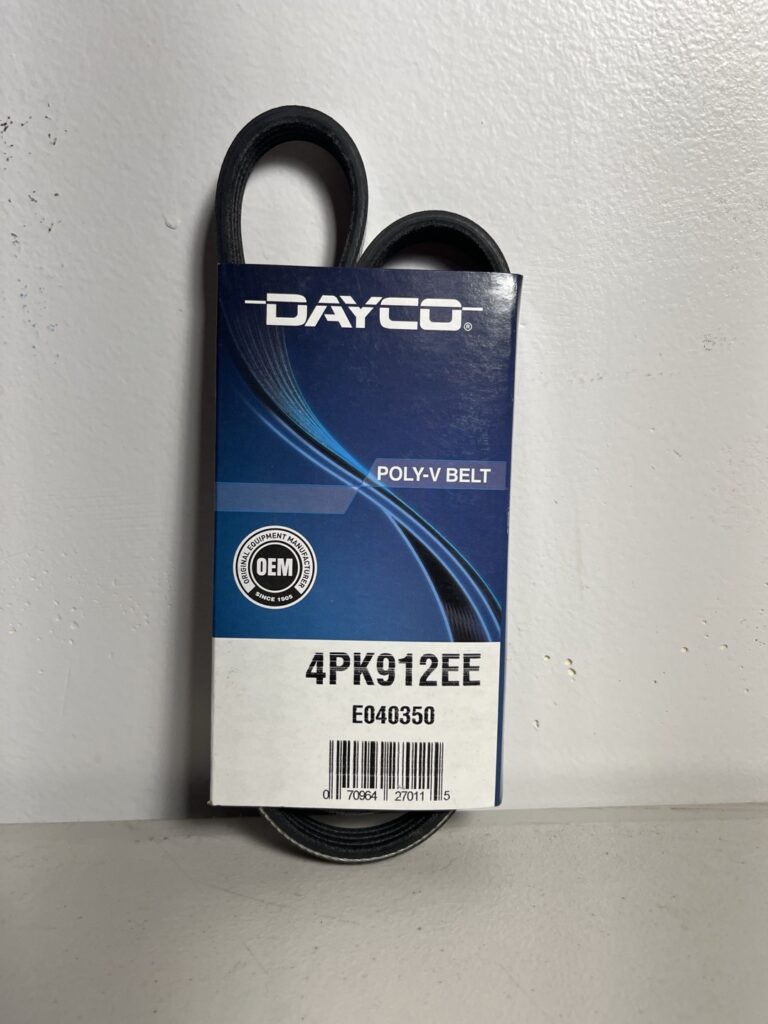 DAYCO®
POLY-V BELT
ORIGINAL EQUIPMENT MANUFACTURER
OEM
SINCE 1905
4PK912EE
E040350
0 70964 27011 5